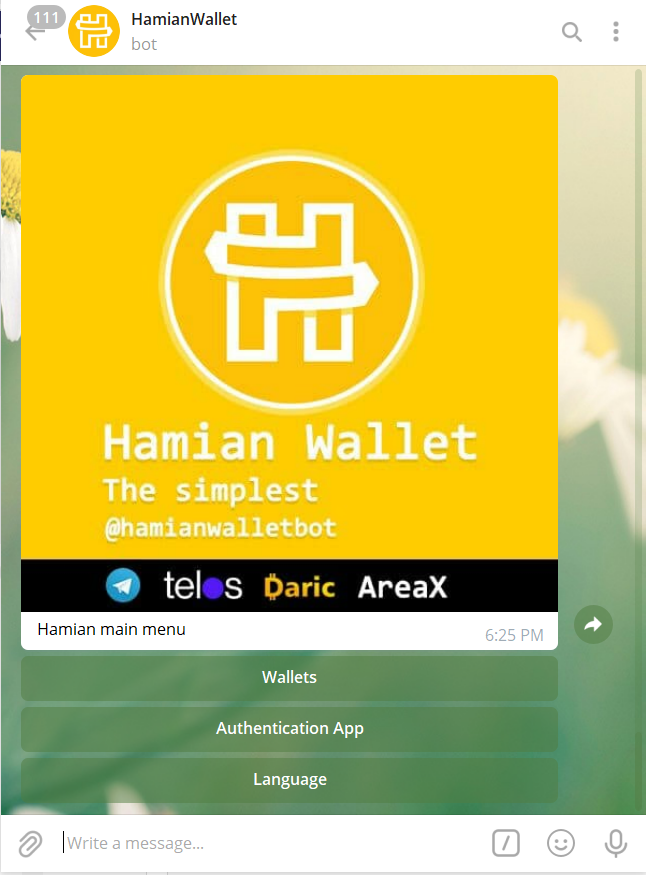 111
HamianWallet
bot
Hamian Wallet
The simplest
@hamianwalletbot
telos Daric AreaX
Hamian main menu
6:25 PM
Wallets
Authentication App
Language
Write a message...